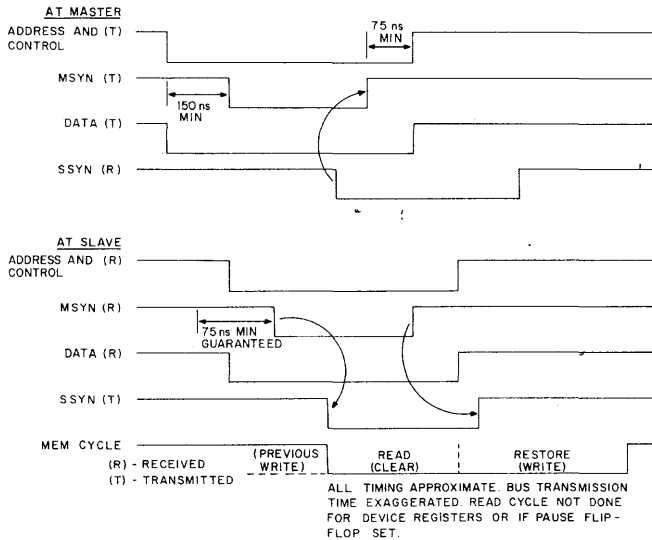 AT MASTER
ADDRESS AND (T)
CONTROL
75 ns
MIN
MSYN (T)
150 ns
MIN
DATA (T)
SSYN (R)
AT SLAVE
ADDRESS AND (R)
CONTROL
MSYN (R)
75 ns MIN
GUARANTEED
DATA (R)
SSYN (T)
MEM CYCLE
(PREVIOUS
WRITE)
READ
(CLEAR)
RESTORE
(WRITE)
(R) - RECEIVED
(T) - TRANSMITTED
ALL TIMING APPROXIMATE. BUS TRANSMISSION
TIME EXAGGERATED. READ CYCLE NOT DONE
FOR DEVICE REGISTERS OR IF PAUSE FLIP-
FLOP SET.